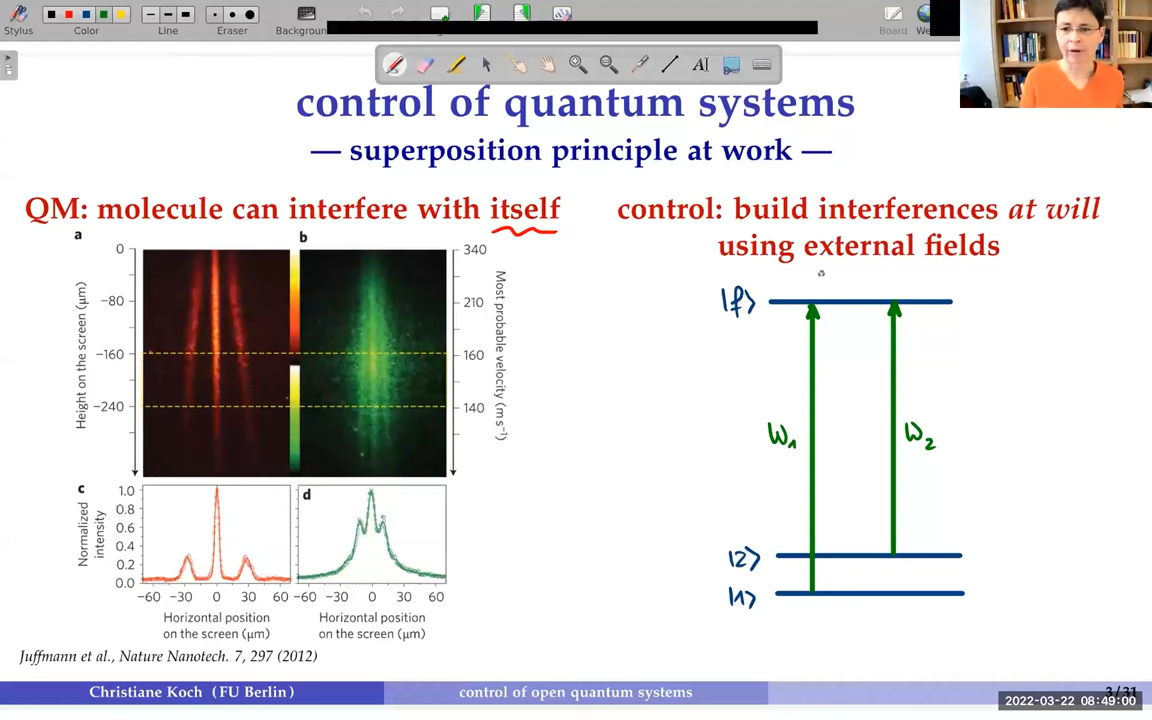 Stylus
Color
Line
Eraser
Backgroun
Board
We
control of quantum systems
— superposition principle at work —
QM: molecule can interfere with itself
a
b
0
−80
−160
−240
Height on the screen (μm)
340
210
160
140
Most probable velocity (m s⁻¹)
c
d
1.0
0.8
0.6
0.4
0.2
0.0
Normalized
intensity
−60 −30 0 30 60
−60 −30 0 30 60
Horizontal position
on the screen (μm)
Horizontal position
on the screen (μm)
Juffmann et al., Nature Nanotech. 7, 297 (2012)
control: build interferences at will
using external fields
|f⟩
ω₁
ω₂
|2⟩
|1⟩
Christiane Koch (FU Berlin)
control of open quantum systems
3 / 31
2022-03-22 08:49:00